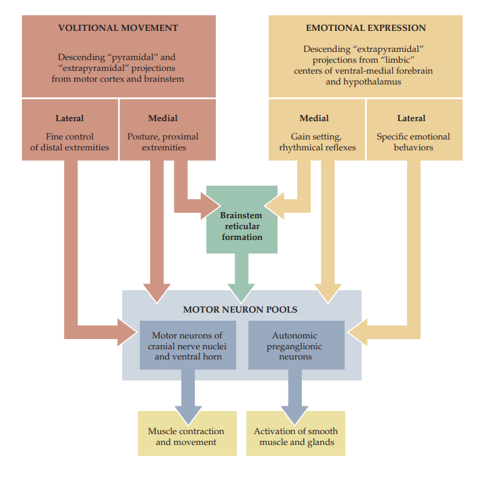 VOLITIONAL MOVEMENT
Descending “pyramidal” and
“extrapyramidal” projections
from motor cortex and brainstem
Lateral
Fine control
of distal extremities
Medial
Posture, proximal
extremities
EMOTIONAL EXPRESSION
Descending “extrapyramidal”
projections from “limbic”
centers of ventral-medial forebrain
and hypothalamus
Medial
Gain setting,
rhythmical reflexes
Lateral
Specific emotional
behaviors
Brainstem
reticular
formation
MOTOR NEURON POOLS
Motor neurons of
cranial nerve nuclei
and ventral horn
Autonomic
preganglionic
neurons
Muscle contraction
and movement
Activation of smooth
muscle and glands